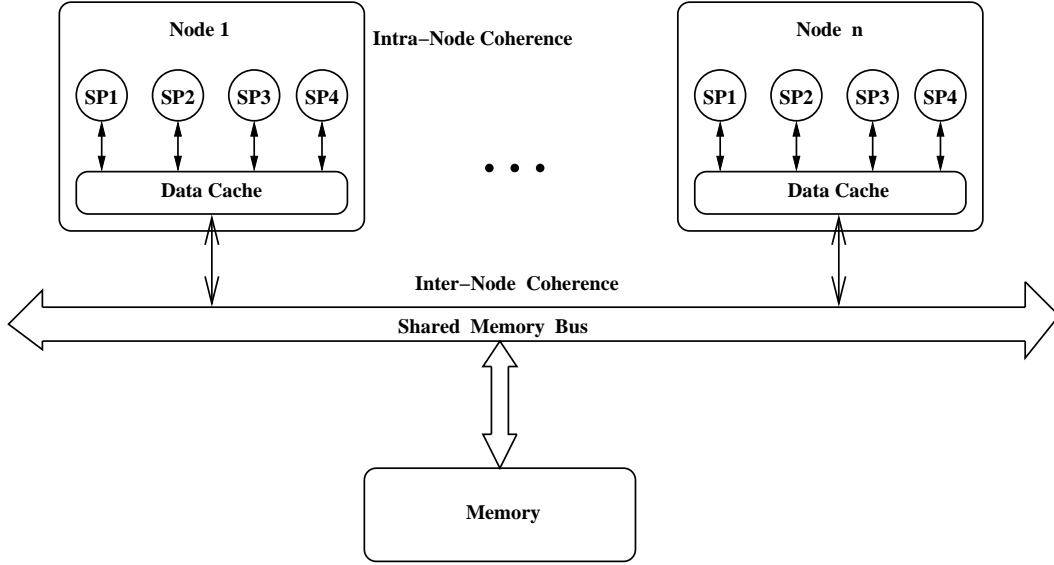 Node 1
Intra−Node Coherence
Node n
SP1 SP2 SP3 SP4
SP1 SP2 SP3 SP4
Data Cache
Data Cache
Inter−Node Coherence
Shared Memory Bus
Memory